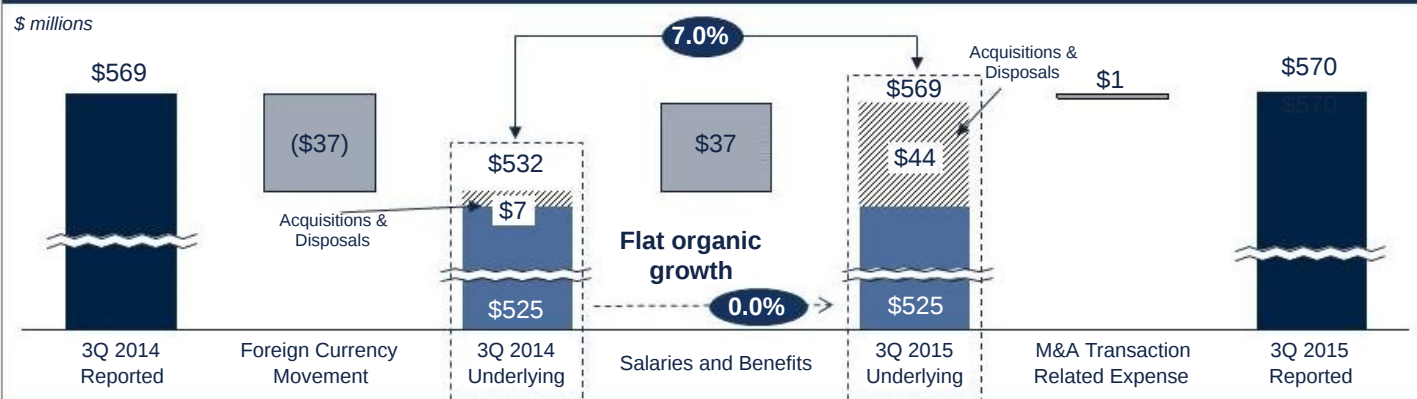 $ millions
7.0%
Acquisitions &
Disposals
$569
$569
$1
$570
$570
($37)
$532
$37
$44
$7
Acquisitions &
Disposals
Flat organic
growth
$525
0.0%
$525
3Q 2014
Reported
Foreign Currency
Movement
3Q 2014
Underlying
Salaries and Benefits
3Q 2015
Underlying
M&A Transaction
Related Expense
3Q 2015
Reported